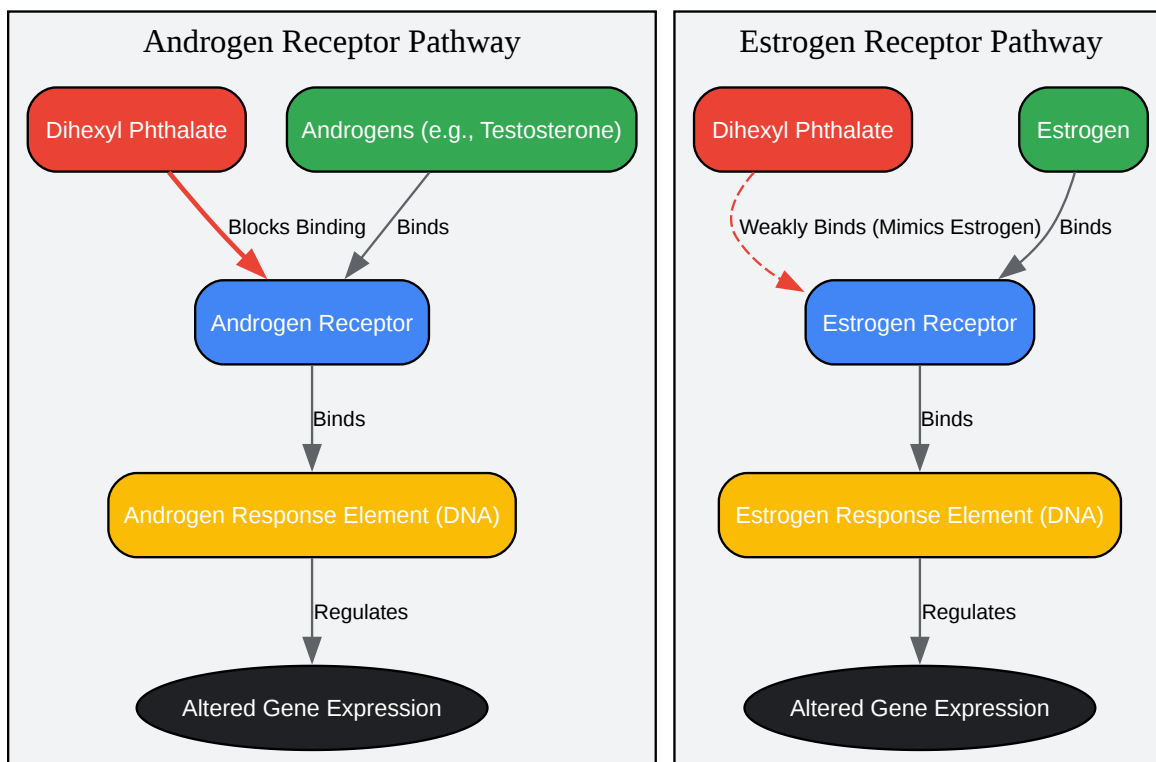 Androgen Receptor Pathway
Dihexyl Phthalate
Androgens (e.g., Testosterone)
Blocks Binding
Binds
Androgen Receptor
Binds
Androgen Response Element (DNA)
Regulates
Altered Gene Expression
Estrogen Receptor Pathway
Dihexyl Phthalate
Estrogen
Weakly Binds (Mimics Estrogen)
Binds
Estrogen Receptor
Binds
Estrogen Response Element (DNA)
Regulates
Altered Gene Expression